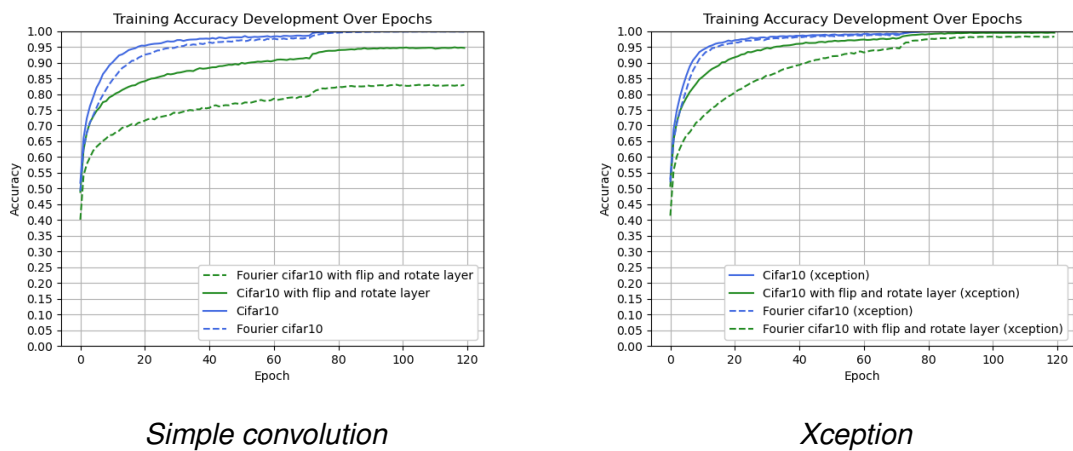 Training Accuracy Development Over Epochs
1.00
0.95
0.90
0.85
0.80
0.75
0.70
0.65
0.60
0.55
0.50
0.45
0.40
0.35
0.30
0.25
0.20
0.15
0.10
0.05
0.00
Accuracy
Fourier cifar10 with flip and rotate layer
Cifar10 with flip and rotate layer
Cifar10
Fourier cifar10
0 20 40 60 80 100 120
Epoch
Simple convolution
Training Accuracy Development Over Epochs
1.00
0.95
0.90
0.85
0.80
0.75
0.70
0.65
0.60
0.55
0.50
0.45
0.40
0.35
0.30
0.25
0.20
0.15
0.10
0.05
0.00
Accuracy
Cifar10 (xception)
Cifar10 with flip and rotate layer (xception)
Fourier cifar10 (xception)
Fourier cifar10 with flip and rotate layer (xception)
0 20 40 60 80 100 120
Epoch
Xception